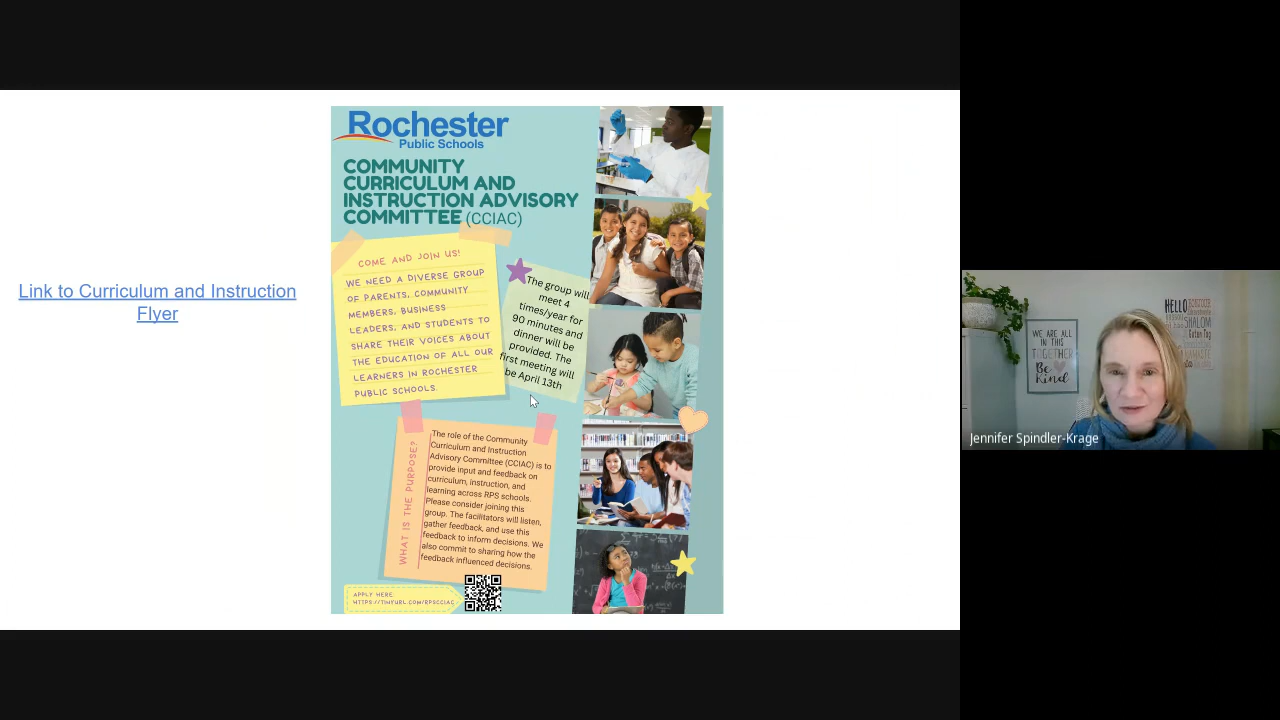 Link to Curriculum and Instruction
Flyer
Rochester
Public Schools
COMMUNITY
CURRICULUM AND
INSTRUCTION ADVISORY
COMMITTEE (CCIAC)
COME AND JOIN US!
WE NEED A DIVERSE GROUP
OF PARENTS, COMMUNITY
MEMBERS, BUSINESS
LEADERS, AND STUDENTS TO
SHARE THEIR VOICES ABOUT
THE EDUCATION OF ALL OUR
LEARNERS IN ROCHESTER
PUBLIC SCHOOLS.
The group will
meet 4
times/year for
90 minutes and
dinner will be
provided. The
first meeting will
be April 13th
WHAT IS THE PURPOSE?
The role of the Community
Curriculum and Instruction
Advisory Committee (CCIAC) is to
provide input and feedback on
curriculum, instruction, and
learning across RPS schools.
Please consider joining this
group. The facilitators will listen,
gather feedback, and use this
feedback to inform decisions. We
also commit to sharing how the
feedback influenced decisions.
APPLY HERE:
HTTPS://TINYURL.COM/RPSCCIAC
WE ARE ALL
IN THIS
TOGETHER
Be
Kind
HELLO
SHALOM
Guten Tag
Jennifer Spindler-Krage